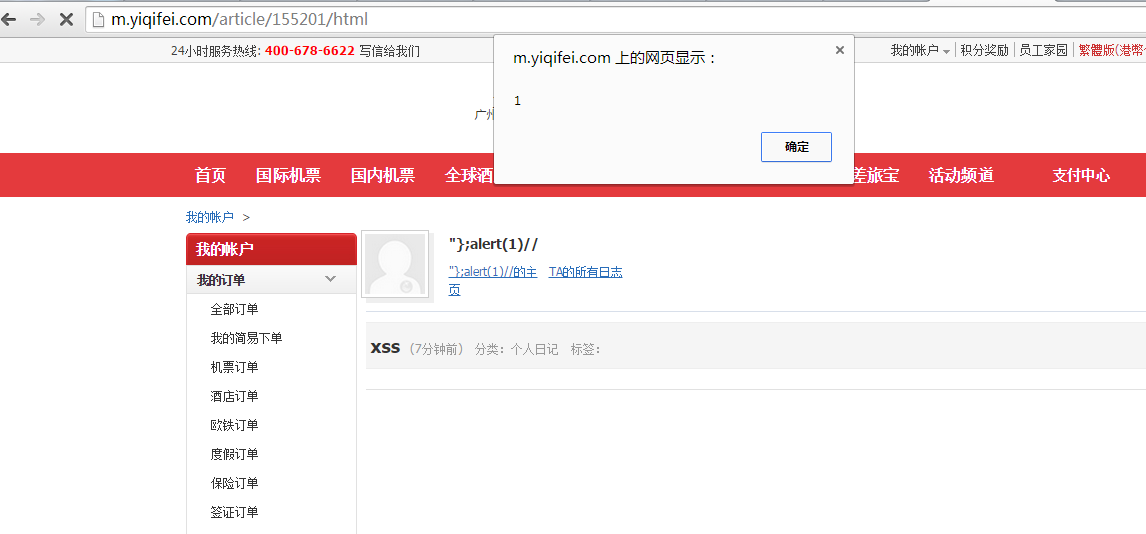 m.yiqifei.com/article/155201/html
24小时服务热线: 400-678-6622 写信给我们
我的帐户 积分奖励 员工家园 繁體版(港幣
m.yiqifei.com 上的网页显示：
1
确定
广州
首页 国际机票 国内机票 全球酒 差旅宝 活动频道 支付中心
我的帐户 >
我的帐户
我的订单
全部订单
我的简易下单
机票订单
酒店订单
欧铁订单
度假订单
保险订单
签证订单
"};alert(1)//
"};alert(1)//的主页 TA的所有日志
XSS (7分钟前) 分类：个人日记 标签：